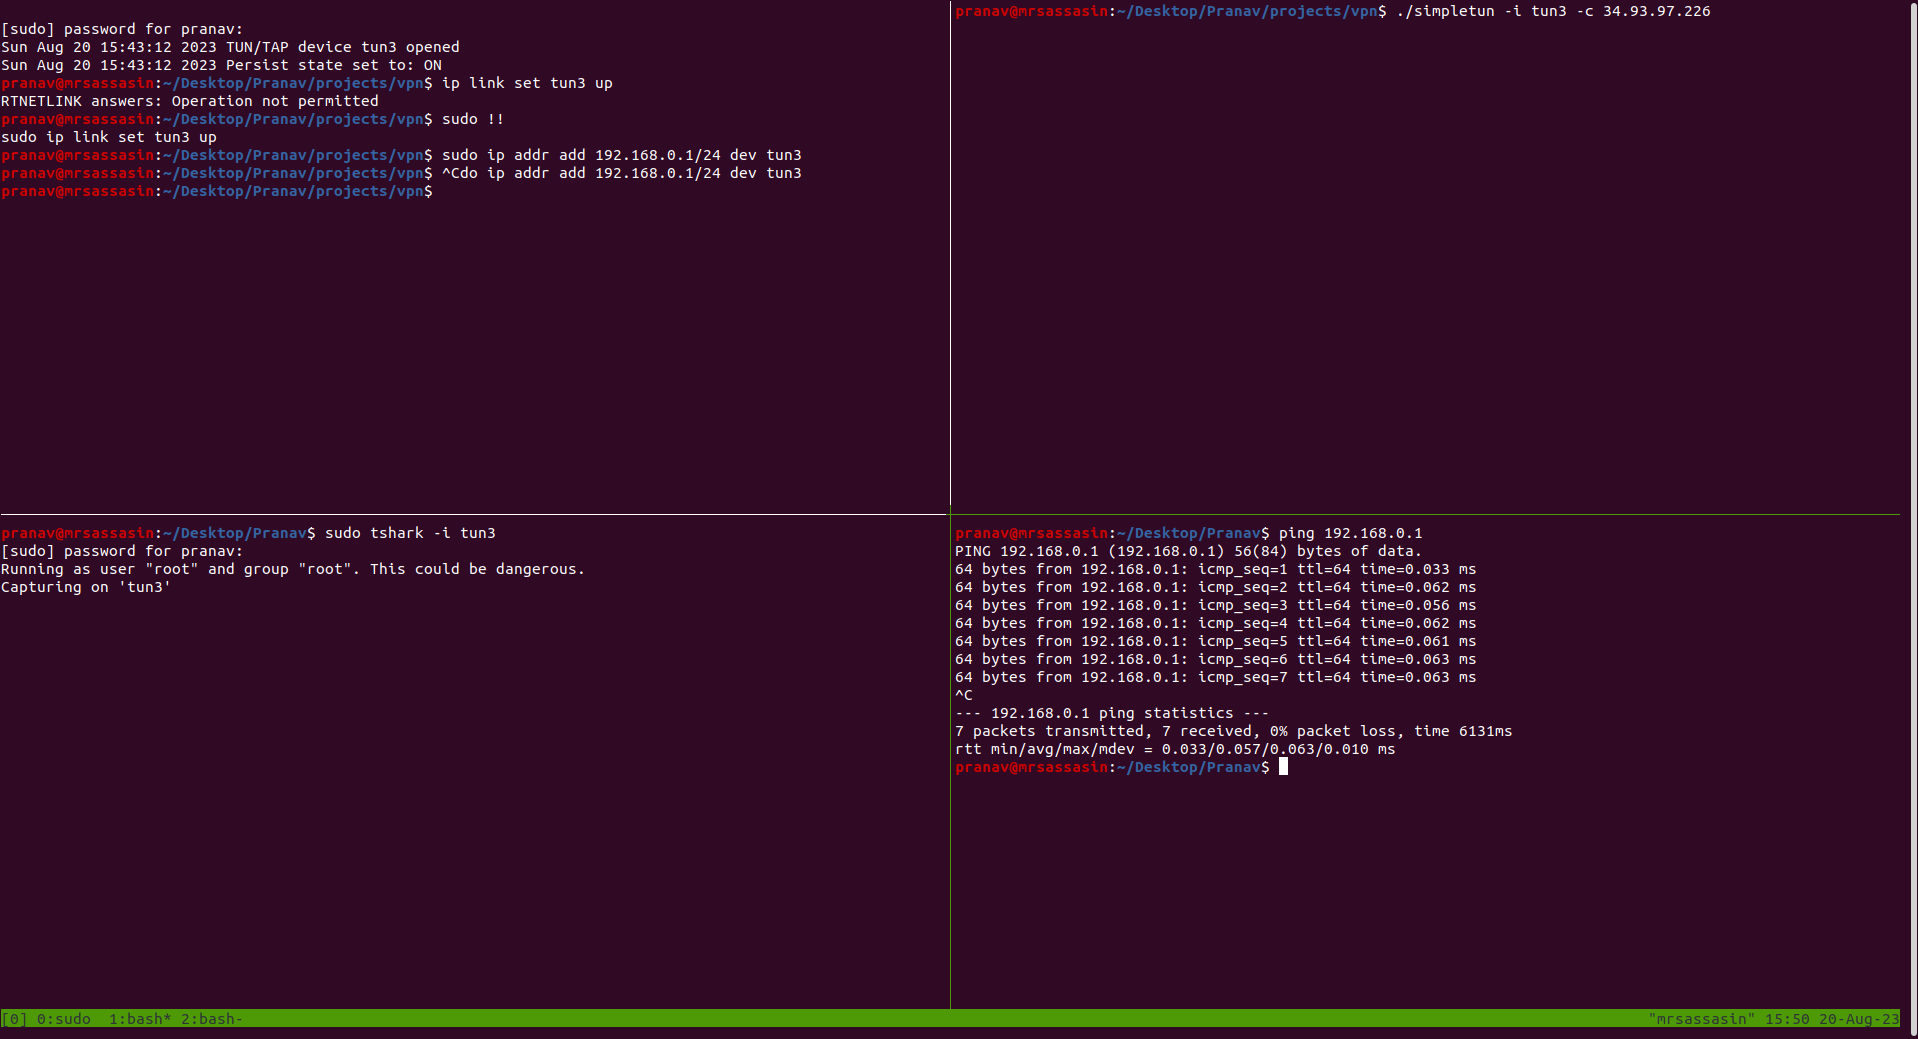 [sudo] password for pranav:
Sun Aug 20 15:43:12 2023 TUN/TAP device tun3 opened
Sun Aug 20 15:43:12 2023 Persist state set to: ON
pranav@mrsassasin:~/Desktop/Pranav/projects/vpn$ ip link set tun3 up
RTNETLINK answers: Operation not permitted
pranav@mrsassasin:~/Desktop/Pranav/projects/vpn$ sudo !!
sudo ip link set tun3 up
pranav@mrsassasin:~/Desktop/Pranav/projects/vpn$ sudo ip addr add 192.168.0.1/24 dev tun3
pranav@mrsassasin:~/Desktop/Pranav/projects/vpn$ ^Cdo ip addr add 192.168.0.1/24 dev tun3
pranav@mrsassasin:~/Desktop/Pranav/projects/vpn$
pranav@mrsassasin:~/Desktop/Pranav/projects/vpn$ ./simpletun -i tun3 -c 34.93.97.226
pranav@mrsassasin:~/Desktop/Pranav$ sudo tshark -i tun3
[sudo] password for pranav:
Running as user "root" and group "root". This could be dangerous.
Capturing on 'tun3'
pranav@mrsassasin:~/Desktop/Pranav$ ping 192.168.0.1
PING 192.168.0.1 (192.168.0.1) 56(84) bytes of data.
64 bytes from 192.168.0.1: icmp_seq=1 ttl=64 time=0.033 ms
64 bytes from 192.168.0.1: icmp_seq=2 ttl=64 time=0.062 ms
64 bytes from 192.168.0.1: icmp_seq=3 ttl=64 time=0.056 ms
64 bytes from 192.168.0.1: icmp_seq=4 ttl=64 time=0.062 ms
64 bytes from 192.168.0.1: icmp_seq=5 ttl=64 time=0.061 ms
64 bytes from 192.168.0.1: icmp_seq=6 ttl=64 time=0.063 ms
64 bytes from 192.168.0.1: icmp_seq=7 ttl=64 time=0.063 ms
^C
--- 192.168.0.1 ping statistics ---
7 packets transmitted, 7 received, 0% packet loss, time 6131ms
rtt min/avg/max/mdev = 0.033/0.057/0.063/0.010 ms
pranav@mrsassasin:~/Desktop/Pranav$
[0] 0:sudo  1:bash* 2:bash- "mrsassasin" 15:50 20-Aug-23